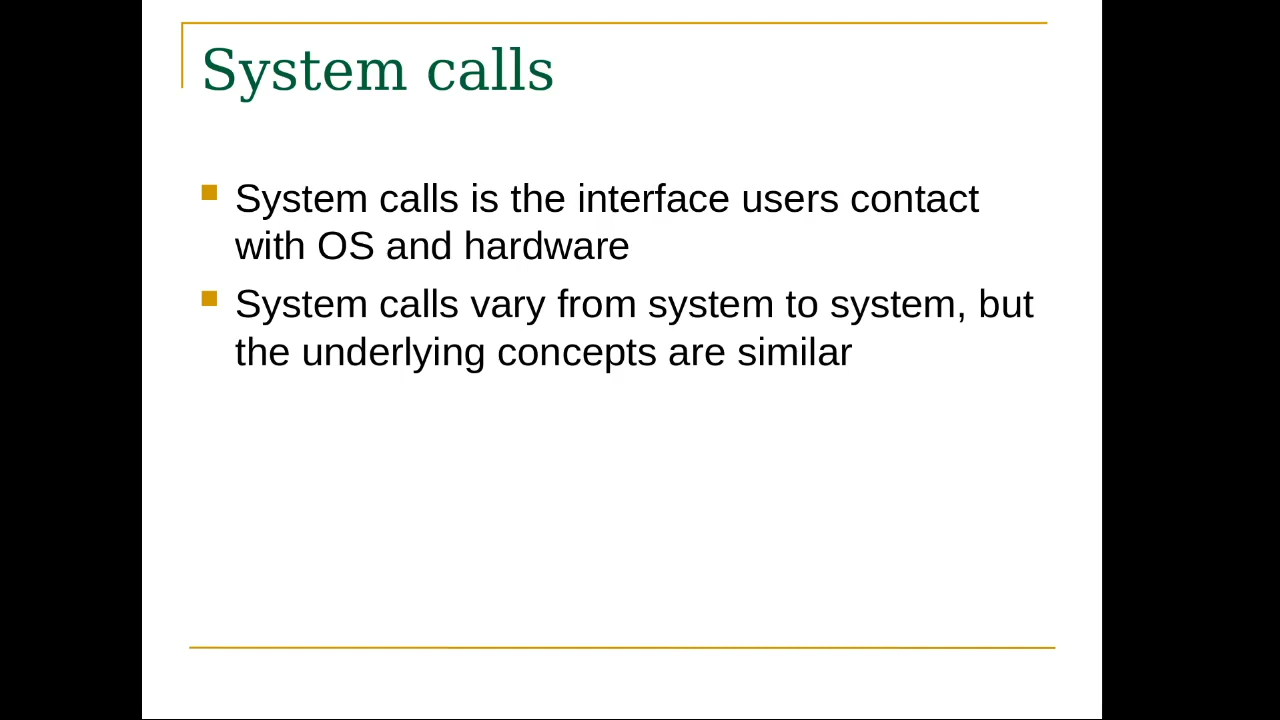 System calls
System calls is the interface users contact
with OS and hardware
System calls vary from system to system, but
the underlying concepts are similar